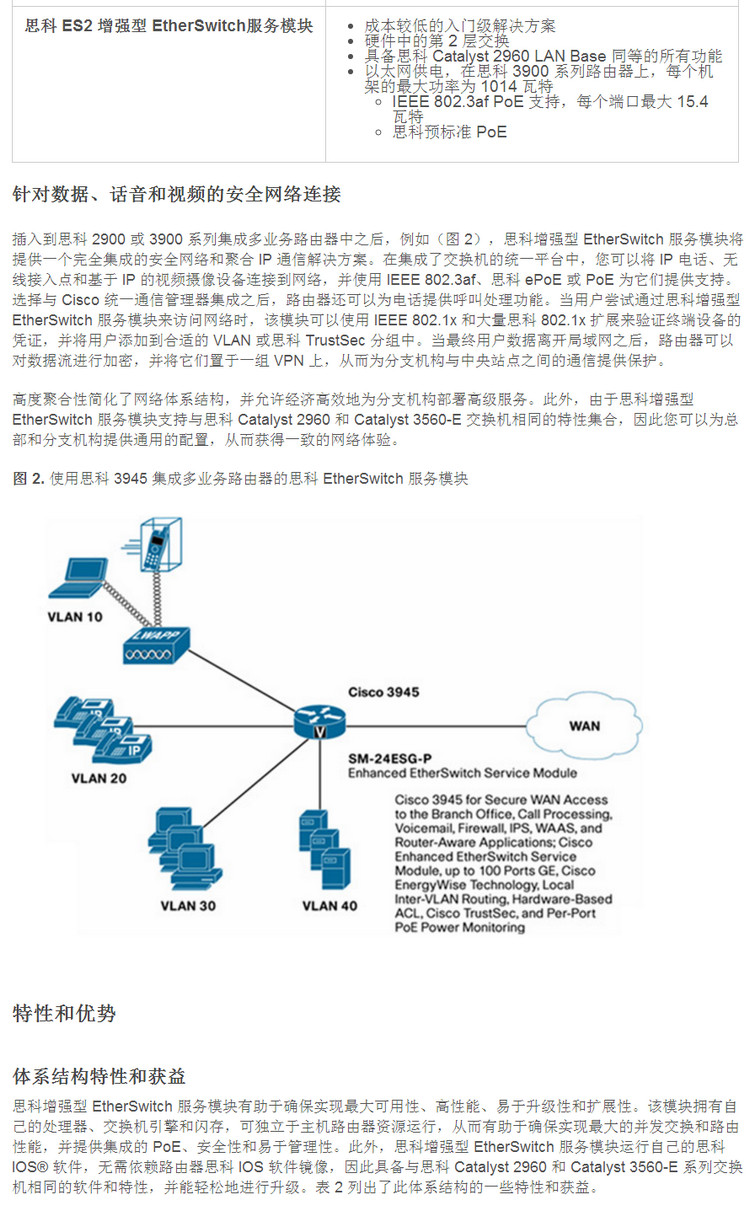 思科 ES2 增强型 EtherSwitch服务模块
成本较低的入门级解决方案
硬件中的第 2 层交换
具备思科 Catalyst 2960 LAN Base 同等的所有功能
以太网供电，在思科 3900 系列路由器上，每个机
架的最大功率为 1014 瓦特
IEEE 802.3af PoE 支持，每个端口最大 15.4
瓦特
思科预标准 PoE
针对数据、话音和视频的安全网络连接
插入到思科 2900 或 3900 系列集成多业务路由器中之后，例如（图 2），思科增强型 EtherSwitch 服务模块将
提供一个完全集成的安全网络和聚合 IP 通信解决方案。在集成了交换机的统一平台中，您可以将 IP 电话、无
线接入点和基于 IP 的视频摄像设备连接到网络，并使用 IEEE 802.3af、思科 ePoE 或 PoE 为它们提供支持。
选择与 Cisco 统一通信管理器集成之后，路由器还可以为电话提供呼叫处理功能。当用户尝试通过思科增强型
EtherSwitch 服务模块来访问网络时，该模块可以使用 IEEE 802.1x 和大量思科 802.1x 扩展来验证终端设备的
凭证，并将用户添加到合适的 VLAN 或思科 TrustSec 分组中。当最终用户数据离开局域网之后，路由器可以
对数据流进行加密，并将它们置于一组 VPN 上，从而为分支机构与中央站点之间的通信提供保护。
高度聚合性简化了网络体系结构，并允许经济高效地为分支机构部署高级服务。此外，由于思科增强型
EtherSwitch 服务模块支持与思科 Catalyst 2960 和 Catalyst 3560-E 交换机相同的特性集合，因此您可以为总
部和分支机构提供通用的配置，从而获得一致的网络体验。
图 2. 使用思科 3945 集成多业务路由器的思科 EtherSwitch 服务模块
VLAN 10
LWAPP
Cisco 3945
V
WAN
IP
IP
IP
VLAN 20
SM-24ESG-P
Enhanced EtherSwitch Service Module
Cisco 3945 for Secure WAN Access
to the Branch Office, Call Processing,
Voicemail, Firewall, IPS, WAAS, and
Router-Aware Applications; Cisco
Enhanced EtherSwitch Service
Module, up to 100 Ports GE, Cisco
EnergyWise Technology, Local
Inter-VLAN Routing, Hardware-Based
ACL, Cisco TrustSec, and Per-Port
PoE Power Monitoring
VLAN 30
VLAN 40
特性和优势
体系结构特性和获益
思科增强型 EtherSwitch 服务模块有助于确保实现最大可用性、高性能、易于升级性和扩展性。该模块拥有自
己的处理器、交换机引擎和闪存，可独立于主机路由器资源运行，从而有助于确保实现最大的并发交换和路由
性能，并提供集成的 PoE、安全性和易于管理性。此外，思科增强型 EtherSwitch 服务模块运行自己的思科
IOS® 软件，无需依赖路由器思科 IOS 软件镜像，因此具备与思科 Catalyst 2960 和 Catalyst 3560-E 系列交换
机相同的软件和特性，并能轻松地进行升级。表 2 列出了此体系结构的一些特性和获益。